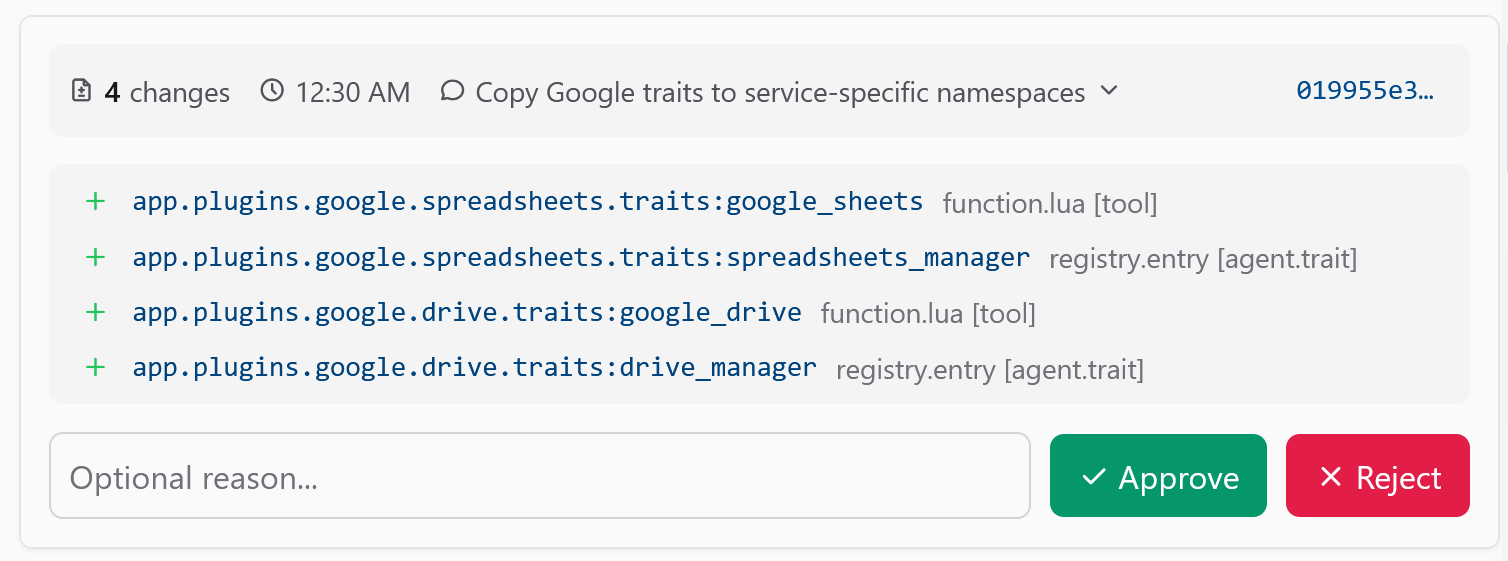 4 changes 12:30 AM Copy Google traits to service-specific namespaces 019955e3…
+ app.plugins.google.spreadsheets.traits:google_sheets function.lua [tool]
+ app.plugins.google.spreadsheets.traits:spreadsheets_manager registry.entry [agent.trait]
+ app.plugins.google.drive.traits:google_drive function.lua [tool]
+ app.plugins.google.drive.traits:drive_manager registry.entry [agent.trait]
Optional reason... Approve Reject